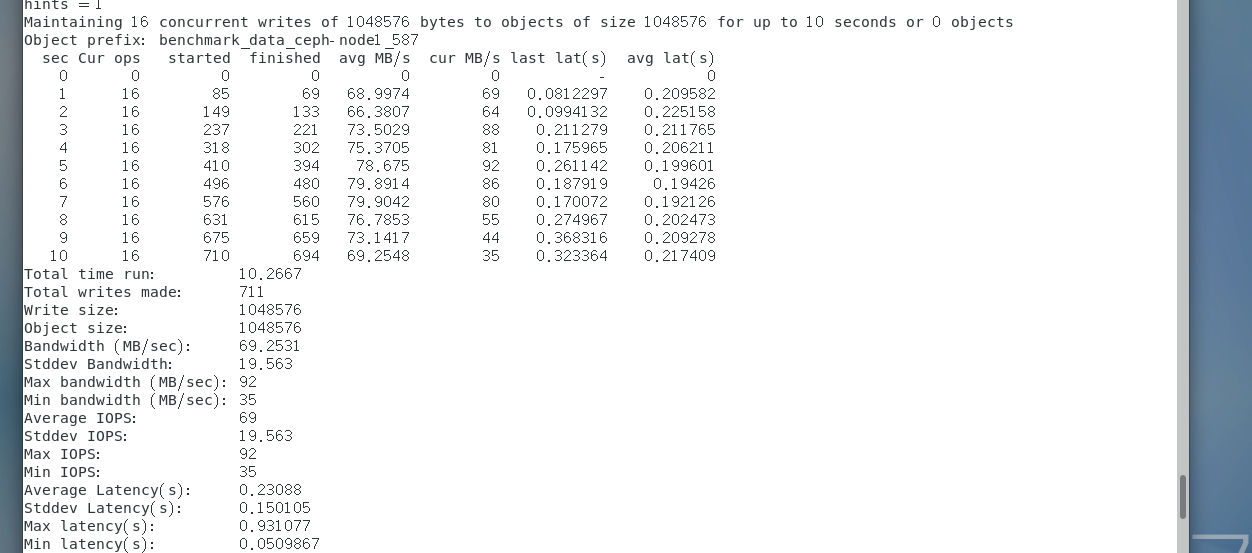 hints = 1
Maintaining 16 concurrent writes of 1048576 bytes to objects of size 1048576 for up to 10 seconds or 0 objects
Object prefix: benchmark_data_ceph-node1_587
  sec Cur ops   started  finished  avg MB/s  cur MB/s last lat(s)  avg lat(s)
    0       0         0         0         0         0           -           0
    1      16        85        69   68.9974        69   0.0812297    0.209582
    2      16       149       133   66.3807        64   0.0994132    0.225158
    3      16       237       221   73.5029        88    0.211279    0.211765
    4      16       318       302   75.3705        81    0.175965    0.206211
    5      16       410       394    78.675        92    0.261142    0.199601
    6      16       496       480   79.8914        86    0.187919     0.19426
    7      16       576       560   79.9042        80    0.170072    0.192126
    8      16       631       615   76.7853        55    0.274967    0.202473
    9      16       675       659   73.1417        44    0.368316    0.209278
   10      16       710       694   69.2548        35    0.323364    0.217409
Total time run:         10.2667
Total writes made:      711
Write size:             1048576
Object size:            1048576
Bandwidth (MB/sec):     69.2531
Stddev Bandwidth:       19.563
Max bandwidth (MB/sec): 92
Min bandwidth (MB/sec): 35
Average IOPS:           69
Stddev IOPS:            19.563
Max IOPS:               92
Min IOPS:               35
Average Latency(s):     0.23088
Stddev Latency(s):      0.150105
Max latency(s):         0.931077
Min latency(s):         0.0509867